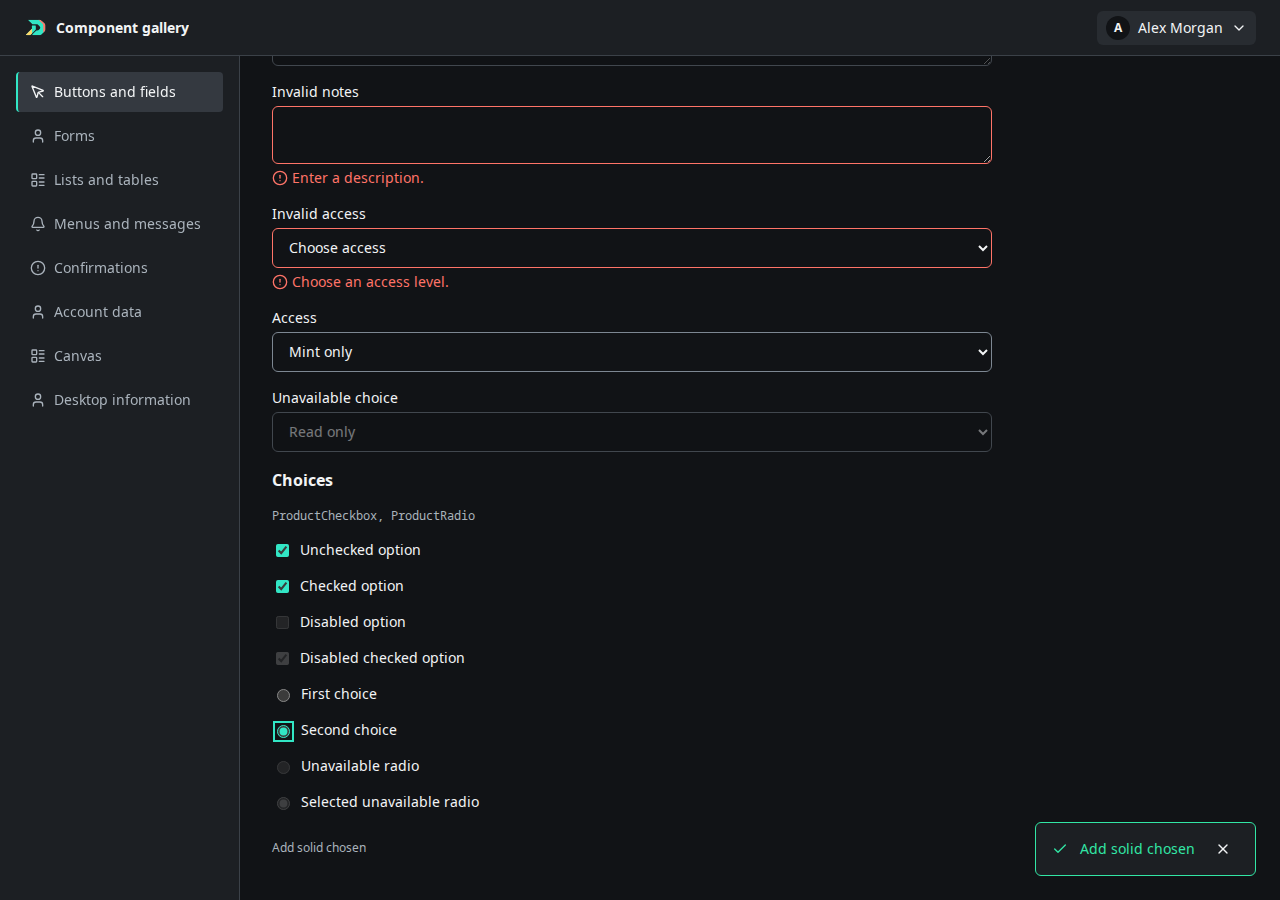 Component gallery
A Alex Morgan
Buttons and fields
Forms
Lists and tables
Menus and messages
Confirmations
Account data
Canvas
Desktop information
Invalid notes
Enter a description.
Invalid access
Choose access
Choose an access level.
Access
Mint only
Unavailable choice
Read only
Choices
ProductCheckbox, ProductRadio
Unchecked option
Checked option
Disabled option
Disabled checked option
First choice
Second choice
Unavailable radio
Selected unavailable radio
Add solid chosen
Add solid chosen